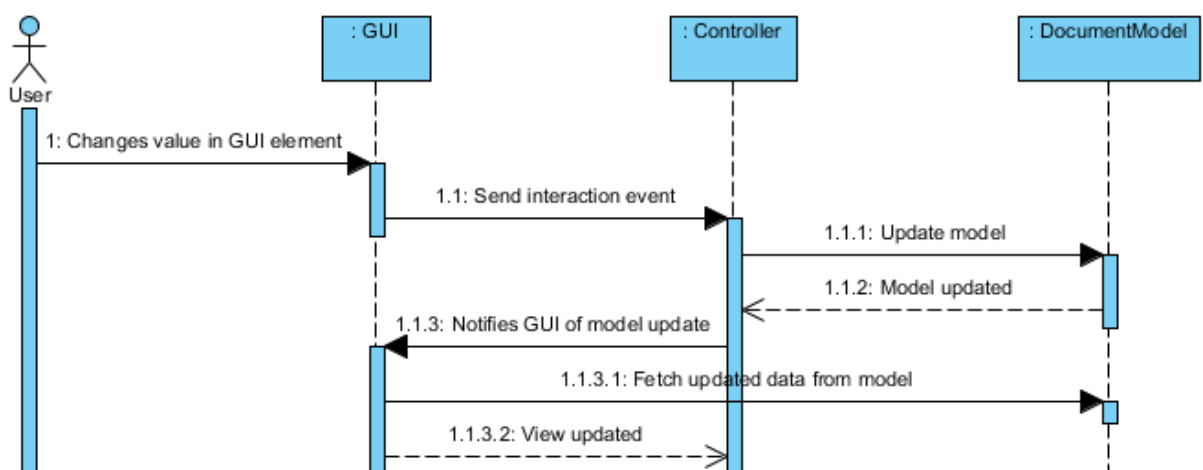 : GUI
: Controller
: DocumentModel
User
1: Changes value in GUI element
1.1: Send interaction event
1.1.1: Update model
1.1.2: Model updated
1.1.3: Notifies GUI of model update
1.1.3.1: Fetch updated data from model
1.1.3.2: View updated